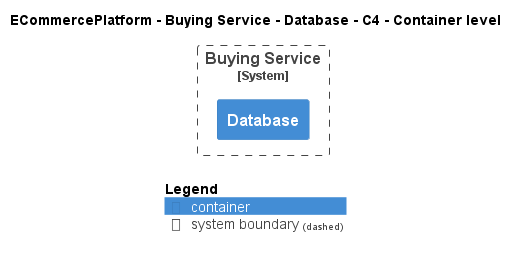 ECommercePlatform - Buying Service - Database - C4 - Container level
Buying Service
[System]
Database
Legend
container
system boundary (dashed)